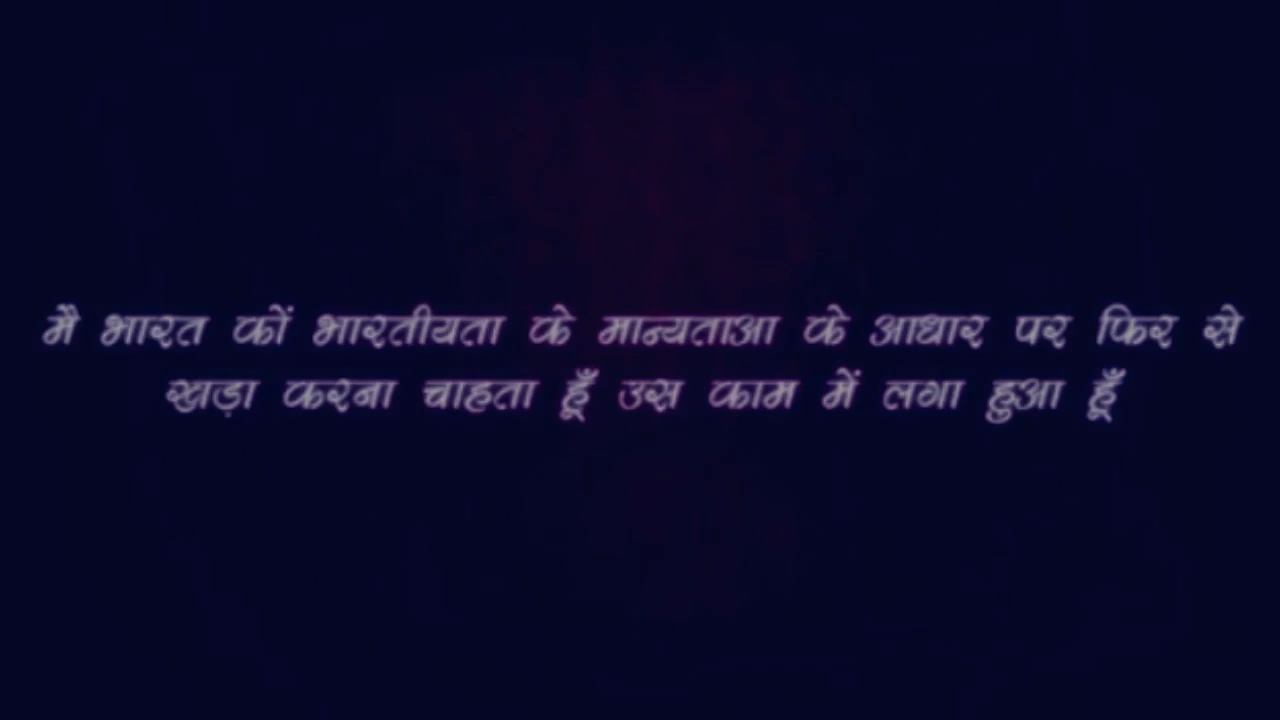 मै भारत कों भारतीयता के मान्यताआ के आधार पर फिर से
खड़ा करना चाहता हूँ उस काम में लगा हुआ हूँ